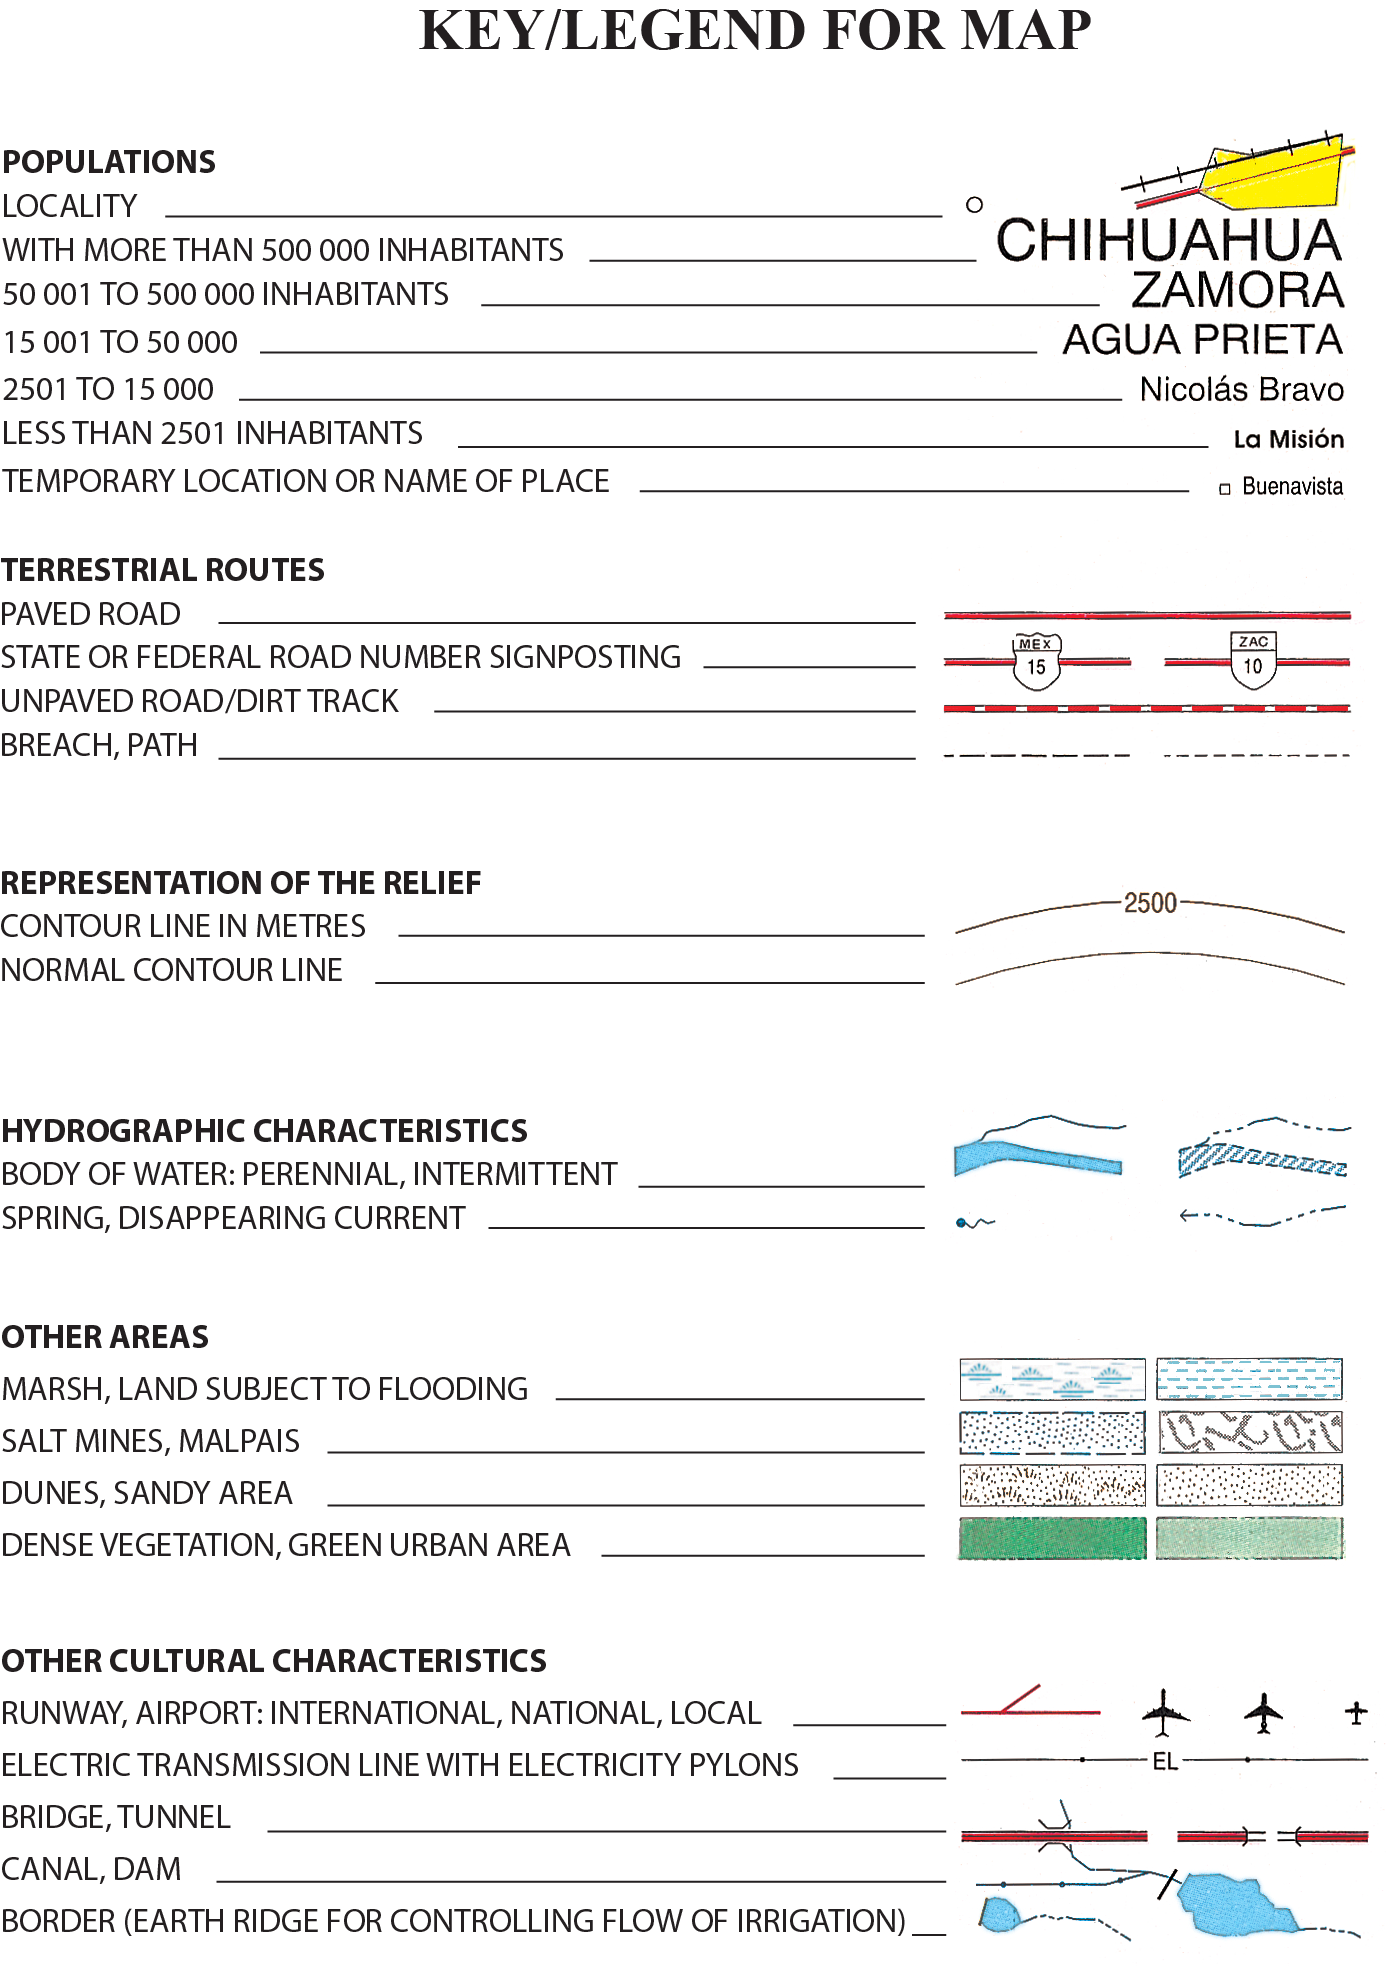 KEY/LEGEND FOR MAP
POPULATIONS
LOCALITY
WITH MORE THAN 500 000 INHABITANTS CHIHUAHUA
50 001 TO 500 000 INHABITANTS ZAMORA
15 001 TO 50 000 AGUA PRIETA
2501 TO 15 000 Nicolás Bravo
LESS THAN 2501 INHABITANTS La Misión
TEMPORARY LOCATION OR NAME OF PLACE Buenavista
TERRESTRIAL ROUTES
PAVED ROAD
STATE OR FEDERAL ROAD NUMBER SIGNPOSTING MEX 15 ZAC 10
UNPAVED ROAD/DIRT TRACK
BREACH, PATH
REPRESENTATION OF THE RELIEF
CONTOUR LINE IN METRES 2500
NORMAL CONTOUR LINE
HYDROGRAPHIC CHARACTERISTICS
BODY OF WATER: PERENNIAL, INTERMITTENT
SPRING, DISAPPEARING CURRENT
OTHER AREAS
MARSH, LAND SUBJECT TO FLOODING
SALT MINES, MALPAIS
DUNES, SANDY AREA
DENSE VEGETATION, GREEN URBAN AREA
OTHER CULTURAL CHARACTERISTICS
RUNWAY, AIRPORT: INTERNATIONAL, NATIONAL, LOCAL
ELECTRIC TRANSMISSION LINE WITH ELECTRICITY PYLONS EL
BRIDGE, TUNNEL
CANAL, DAM
BORDER (EARTH RIDGE FOR CONTROLLING FLOW OF IRRIGATION)